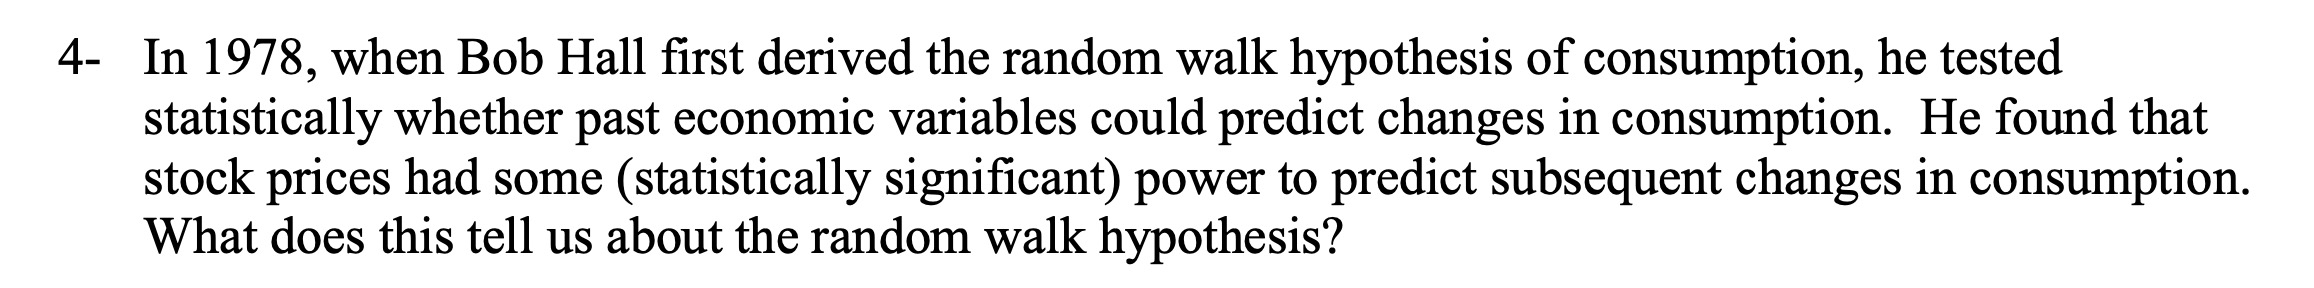 4- In 1978, when Bob Hall first derived the random walk hypothesis of consumption, he tested
statistically whether past economic variables could predict changes in consumption.  He found that
stock prices had some (statistically significant) power to predict subsequent changes in consumption.
What does this tell us about the random walk hypothesis?